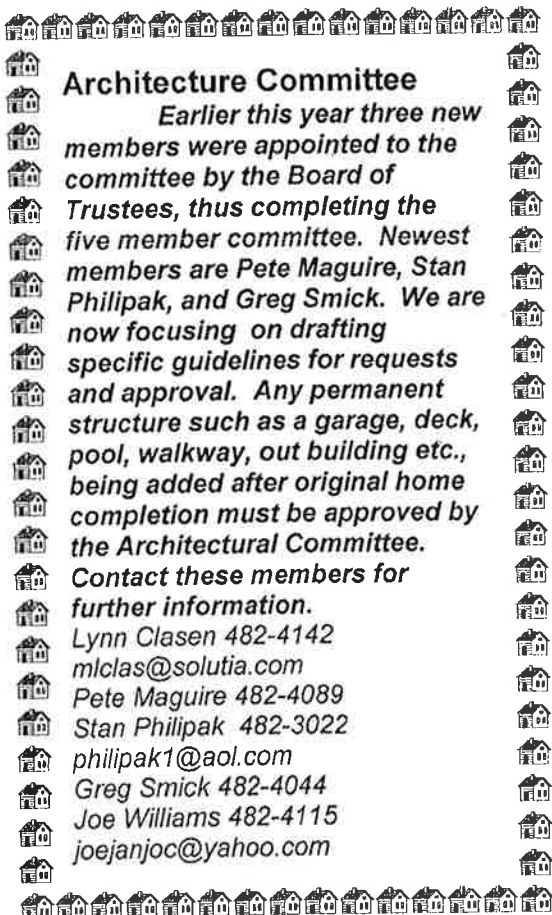 Architecture Committee
Earlier this year three new
members were appointed to the
committee by the Board of
Trustees, thus completing the
five member committee. Newest
members are Pete Maguire, Stan
Philipak, and Greg Smick. We are
now focusing on drafting
specific guidelines for requests
and approval. Any permanent
structure such as a garage, deck,
pool, walkway, out building etc.,
being added after original home
completion must be approved by
the Architectural Committee.
Contact these members for
further information.
Lynn Clasen 482-4142
mlclas@solutia.com
Pete Maguire 482-4089
Stan Philipak 482-3022
philipak1@aol.com
Greg Smick 482-4044
Joe Williams 482-4115
joejanjoc@yahoo.com